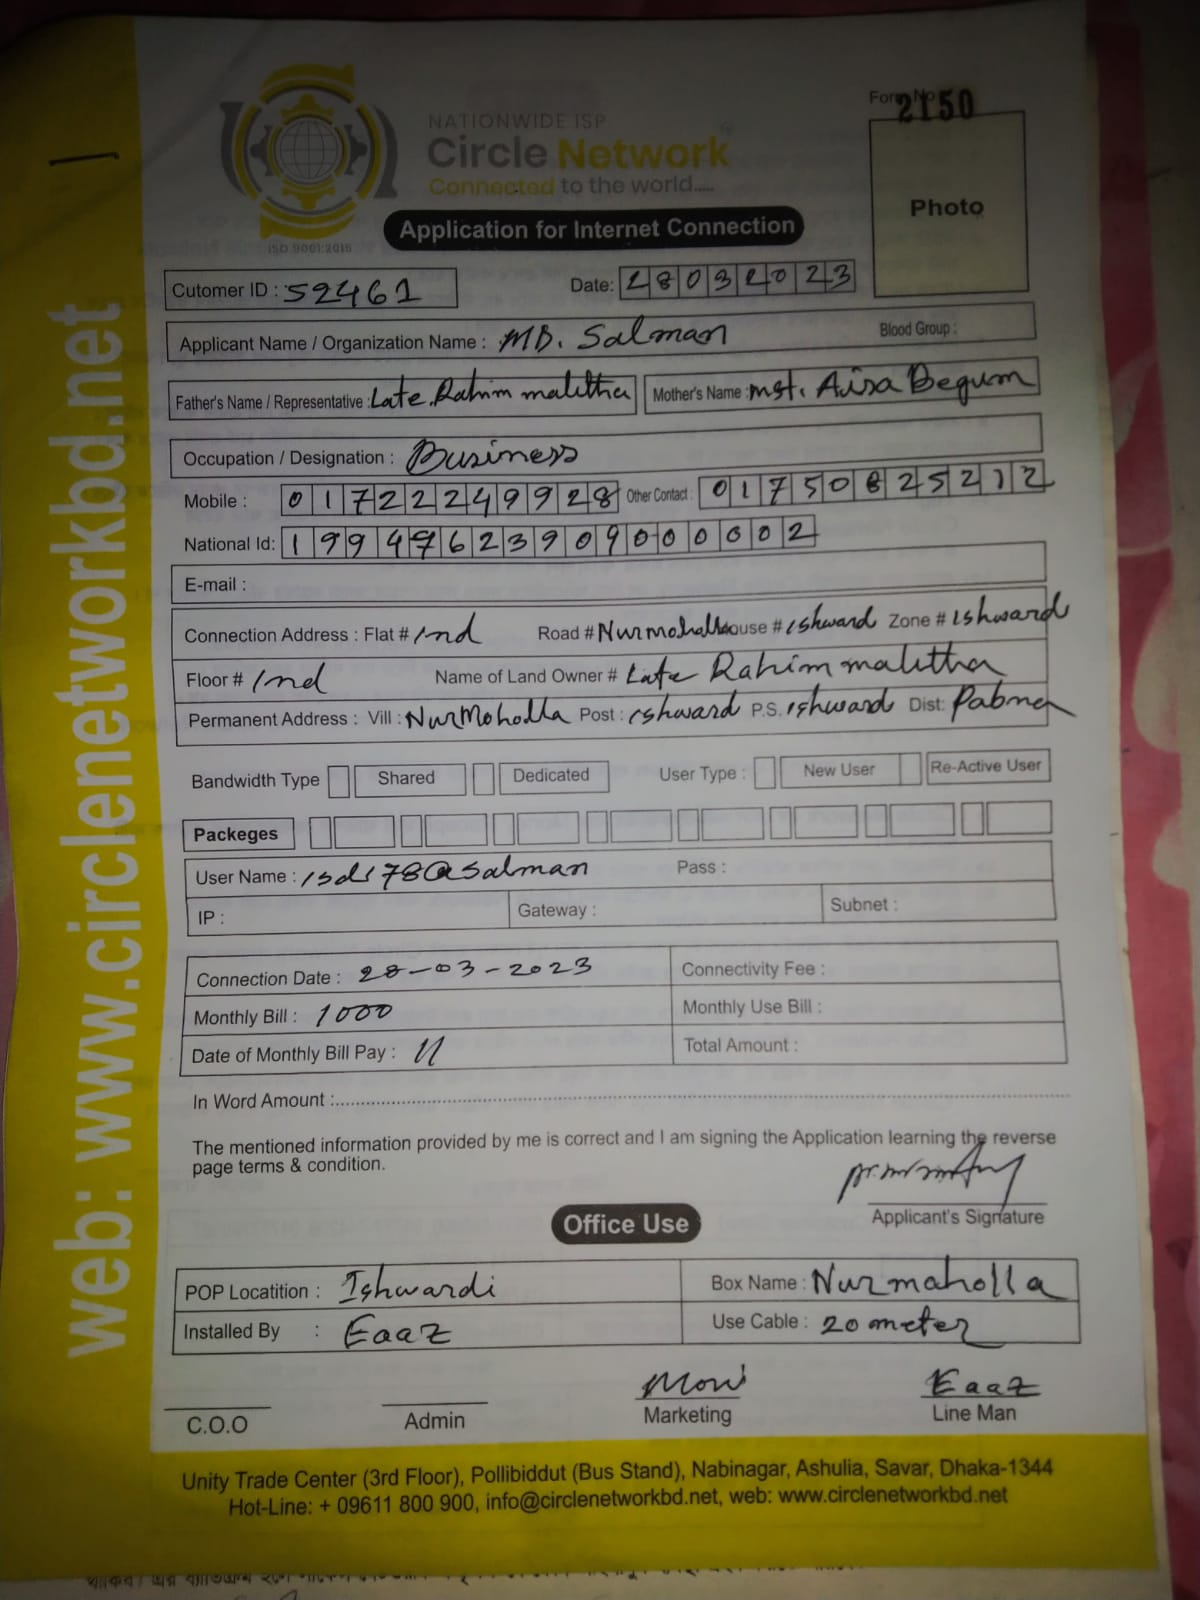 Form No 2150
NATIONWIDE ISP
Circle Network
Connected to the world.....
ISO 9001:2015
Photo
Application for Internet Connection
Cutomer ID : 52461 Date: 28032023
Applicant Name / Organization Name : MD. Salman Blood Group :
Father's Name / Representative : Late. Rahim malitha Mother's Name : Mst. Aisa Begum
Occupation / Designation : Business
Mobile : 01722249928 Other Contact : 01750825212
National Id: 19947623909000002
E-mail :
Connection Address : Flat # Ind Road # Nurmohalla House # ishward Zone # ishward
Floor # Ind Name of Land Owner # Late Rahim malitha
Permanent Address : Vill : NurMoholla Post : ishward P.S. ishward Dist: Pabna
Bandwidth Type Shared Dedicated User Type : New User Re-Active User
Packeges
User Name : isdi78@salman Pass :
IP : Gateway : Subnet :
Connection Date : 28-03-2023 Connectivity Fee :
Monthly Bill : 1000 Monthly Use Bill :
Date of Monthly Bill Pay : Total Amount :
In Word Amount :
The mentioned information provided by me is correct and I am signing the Application learning the reverse
page terms & condition.
Applicant's Signature
Office Use
POP Locatition : Ishwardi Box Name : Nurmaholla
Installed By : Eaaz Use Cable : 20 meter
Moni Eaaz
C.O.O Admin Marketing Line Man
Unity Trade Center (3rd Floor), Pollibiddut (Bus Stand), Nabinagar, Ashulia, Savar, Dhaka-1344
Hot-Line: + 09611 800 900, info@circlenetworkbd.net, web: www.circlenetworkbd.net
web: www.circlenetworkbd.net